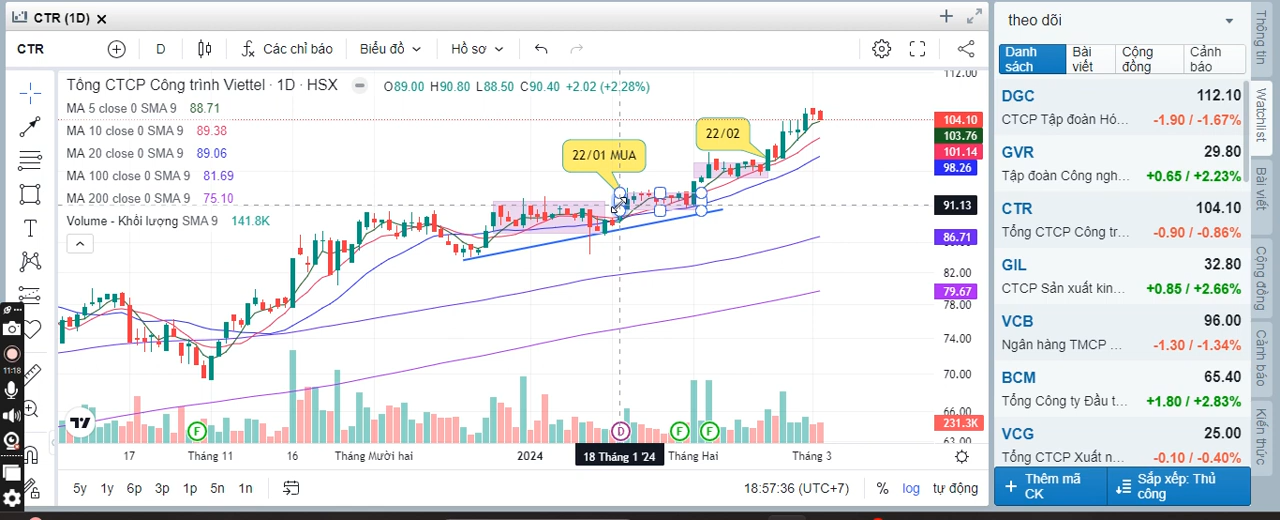 CTR (1D)
CTR D Các chỉ báo Biểu đồ Hồ sơ
Tổng CTCP Công trình Viettel · 1D · HSX O89.00 H90.80 L88.50 C90.40 +2.02 (+2.28%)
MA 5 close 0 SMA 9 88.71
MA 10 close 0 SMA 9 89.38
MA 20 close 0 SMA 9 89.06
MA 100 close 0 SMA 9 81.69
MA 200 close 0 SMA 9 75.10
Volume - Khối lượng SMA 9 141.8K
22/01 MUA
22/02
112.00
104.10
103.76
101.14
98.26
91.13
86.71
82.00
79.67
78.00
74.00
70.00
66.00
231.3K
63.00
F D F F
17 Tháng 11 16 Tháng Mười hai 2024 18 Tháng 1 '24 Tháng Hai Tháng 3
5y 1y 6p 3p 1p 5n 1n 18:57:36 (UTC+7) % log tự động
11:18
theo dõi
Danh sách Bài viết Cộng đồng Cảnh báo
DGC 112.10
CTCP Tập đoàn Hó... -1.90 / -1.67%
GVR 29.80
Tập đoàn Công ngh... +0.65 / +2.23%
CTR 104.10
Tổng CTCP Công tr... -0.90 / -0.86%
GIL 32.80
CTCP Sản xuất kin... +0.85 / +2.66%
VCB 96.00
Ngân hàng TMCP ... -1.30 / -1.34%
BCM 65.40
Tổng Công ty Đầu t... +1.80 / +2.83%
VCG 25.00
Tổng CTCP Xuất n... -0.10 / -0.40%
Thêm mã CK
Sắp xếp: Thủ công
Thông tin
Watchlist
Bài viết
Cộng đồng
Cảnh báo
Kiến thức